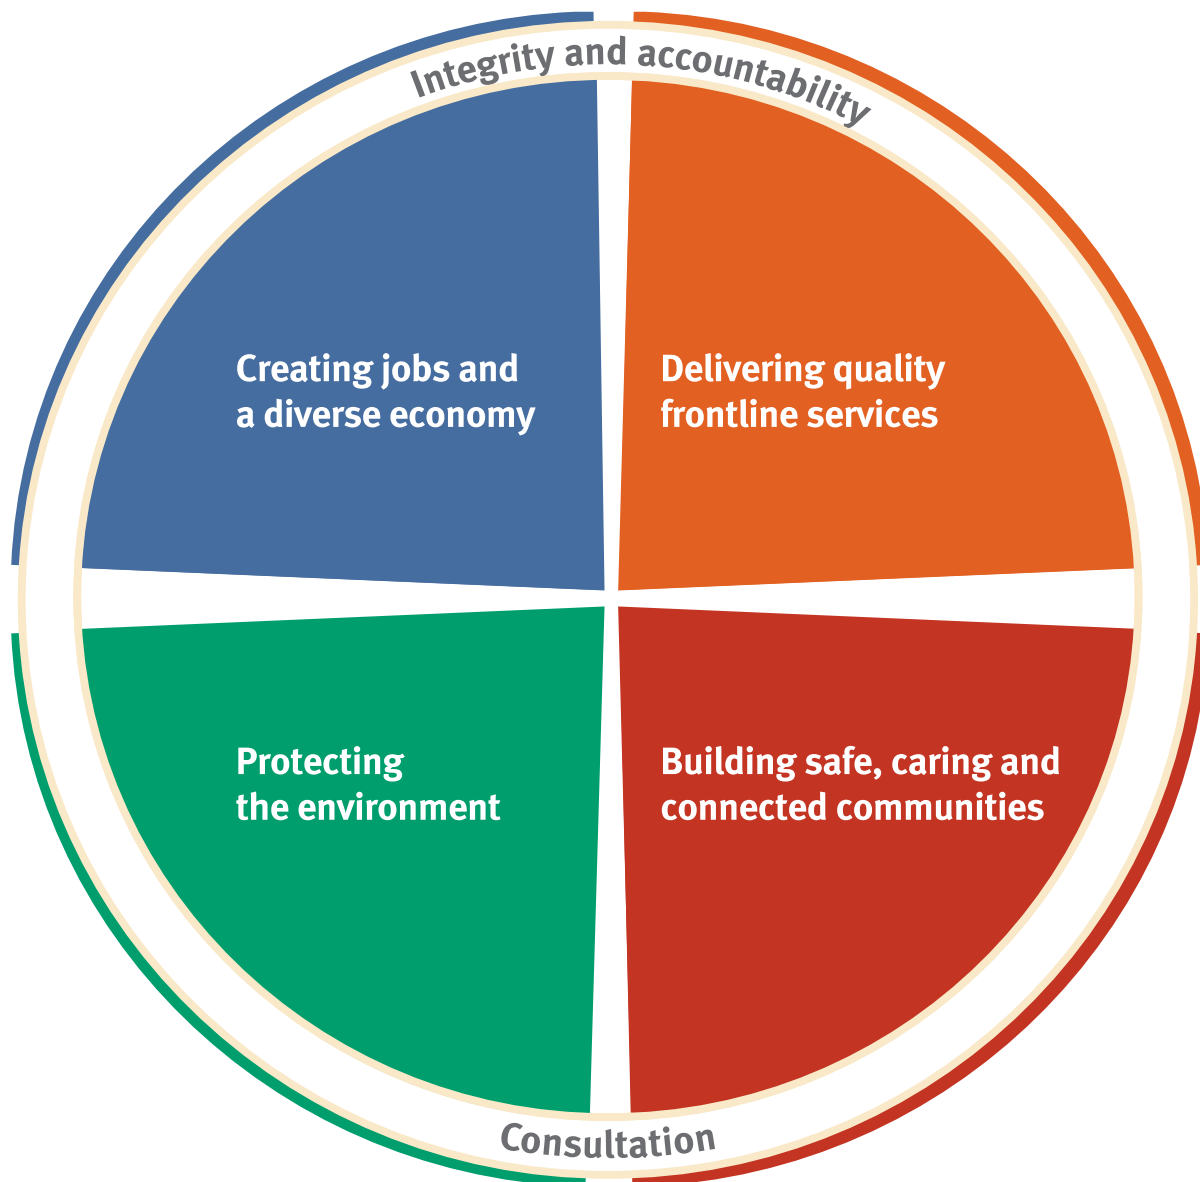 Integrity and accountability
Creating jobs and
a diverse economy
Delivering quality
frontline services
Protecting
the environment
Building safe, caring and
connected communities
Consultation